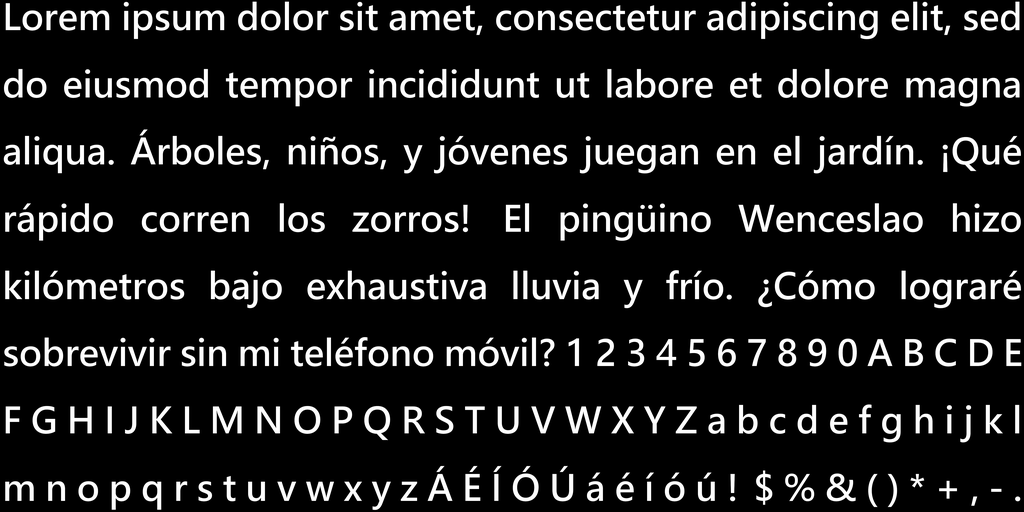 Lorem ipsum dolor sit amet, consectetur adipiscing elit, sed
do eiusmod tempor incididunt ut labore et dolore magna
aliqua. Árboles, niños, y jóvenes juegan en el jardín. ¡Qué
rápido corren los zorros! El pingüino Wenceslao hizo
kilómetros bajo exhaustiva lluvia y frío. ¿Cómo lograré
sobrevivir sin mi teléfono móvil? 1 2 3 4 5 6 7 8 9 0 A B C D E
F G H I J K L M N O P Q R S T U V W X Y Z a b c d e f g h i j k l
m n o p q r s t u v w x y z Á É Í Ó Ú á é í ó ú ! $ % & ( ) * + , - .